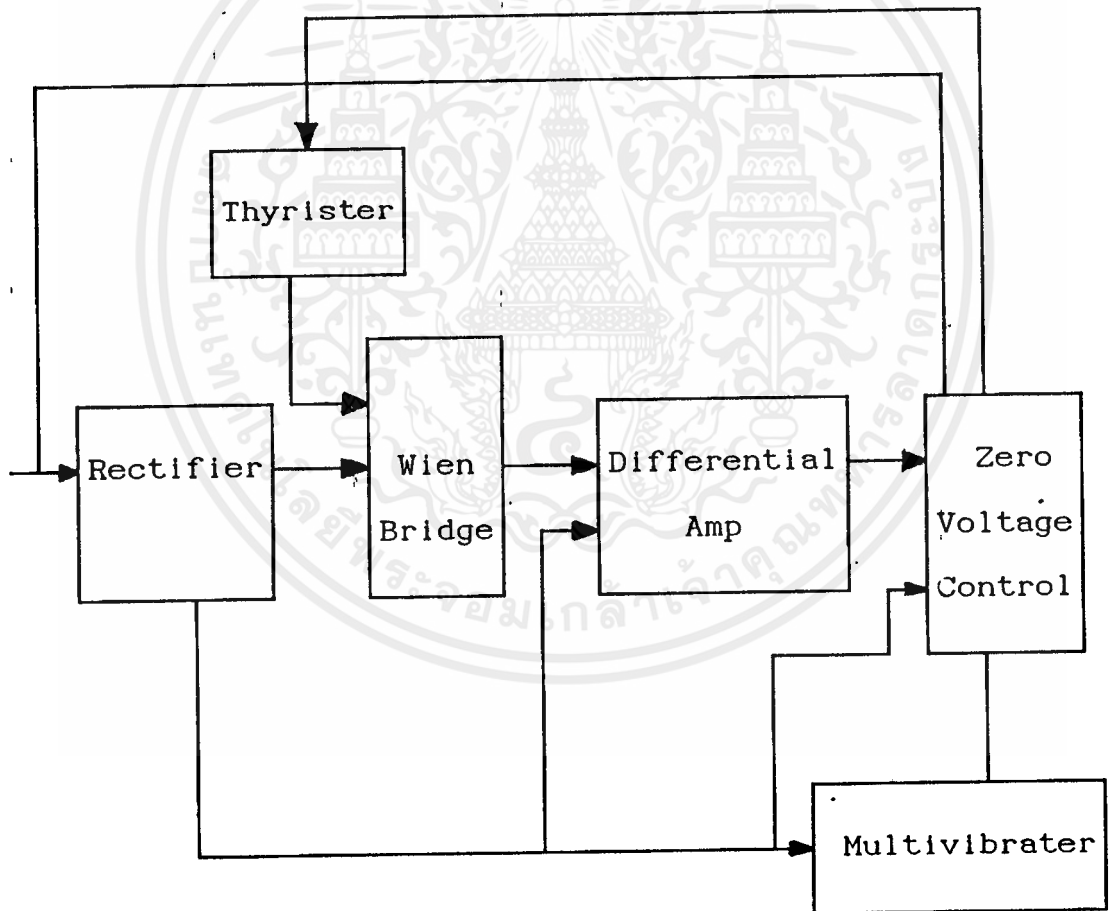 Thyrister
Rectifier
Wien
Bridge
Differential
Amp
Zero
Voltage
Control
Multivibrater